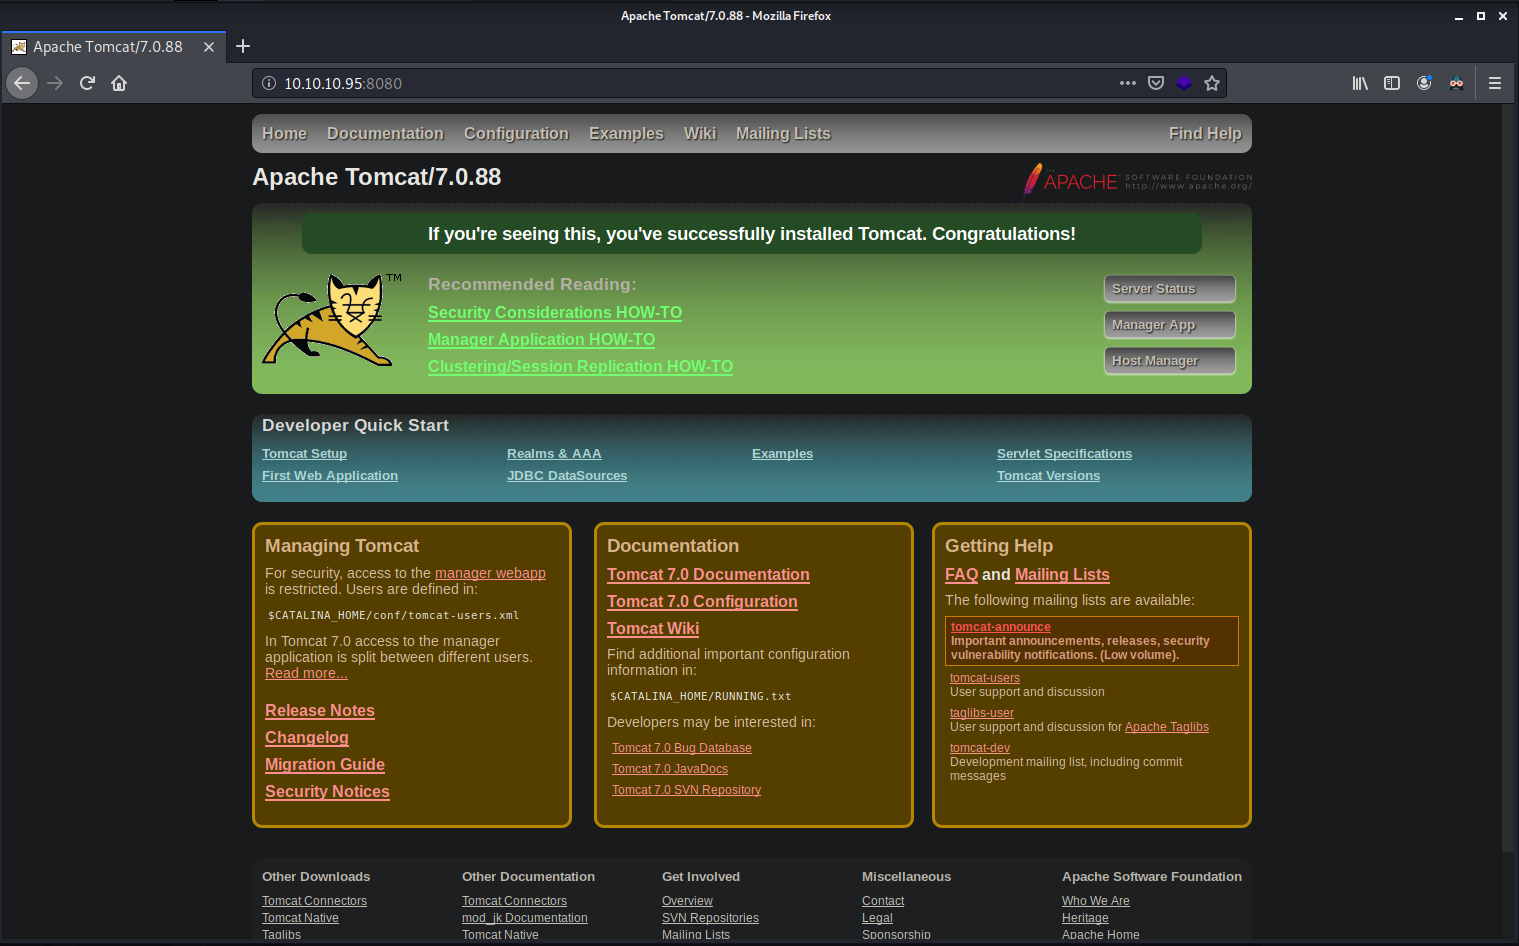 Apache Tomcat/7.0.88 - Mozilla Firefox
Apache Tomcat/7.0.88
10.10.10.95:8080
Home Documentation Configuration Examples Wiki Mailing Lists Find Help
Apache Tomcat/7.0.88
THE APACHE SOFTWARE FOUNDATION
http://www.apache.org/
If you're seeing this, you've successfully installed Tomcat. Congratulations!
TM
Recommended Reading:
Security Considerations HOW-TO
Manager Application HOW-TO
Clustering/Session Replication HOW-TO
Server Status
Manager App
Host Manager
Developer Quick Start
Tomcat Setup Realms & AAA Examples Servlet Specifications
First Web Application JDBC DataSources Tomcat Versions
Managing Tomcat
For security, access to the manager webapp
is restricted. Users are defined in:
$CATALINA_HOME/conf/tomcat-users.xml
In Tomcat 7.0 access to the manager
application is split between different users.
Read more...
Release Notes
Changelog
Migration Guide
Security Notices
Documentation
Tomcat 7.0 Documentation
Tomcat 7.0 Configuration
Tomcat Wiki
Find additional important configuration
information in:
$CATALINA_HOME/RUNNING.txt
Developers may be interested in:
Tomcat 7.0 Bug Database
Tomcat 7.0 JavaDocs
Tomcat 7.0 SVN Repository
Getting Help
FAQ and Mailing Lists
The following mailing lists are available:
tomcat-announce
Important announcements, releases, security
vulnerability notifications. (Low volume).
tomcat-users
User support and discussion
taglibs-user
User support and discussion for Apache Taglibs
tomcat-dev
Development mailing list, including commit
messages
Other Downloads
Tomcat Connectors
Tomcat Native
Taglibs
Other Documentation
Tomcat Connectors
mod_jk Documentation
Tomcat Native
Get Involved
Overview
SVN Repositories
Mailing Lists
Miscellaneous
Contact
Legal
Sponsorship
Apache Software Foundation
Who We Are
Heritage
Apache Home